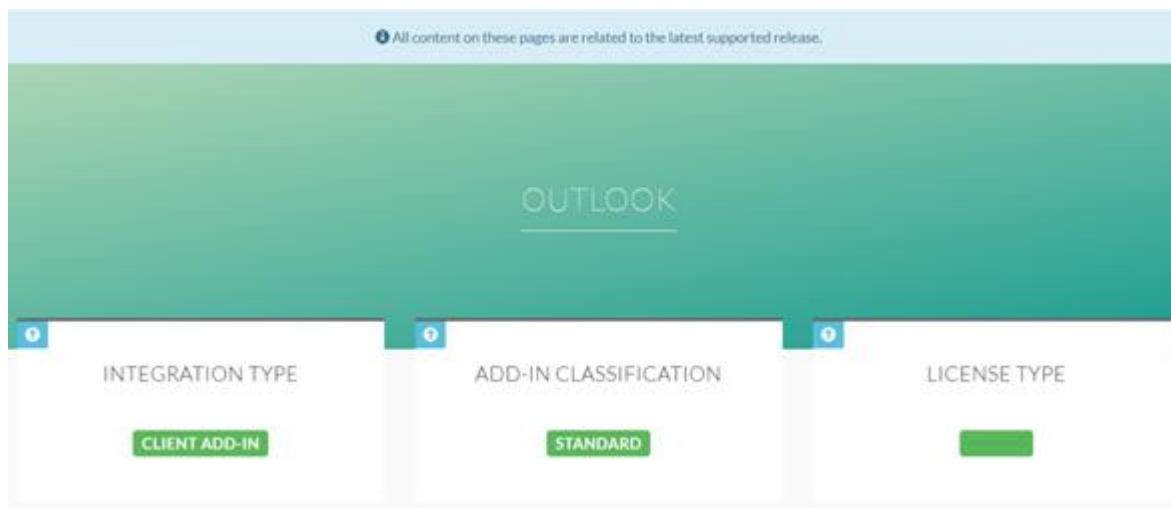 All content on these pages are related to the latest supported release.
OUTLOOK
INTEGRATION TYPE
ADD-IN CLASSIFICATION
LICENSE TYPE
CLIENT ADD-IN
STANDARD